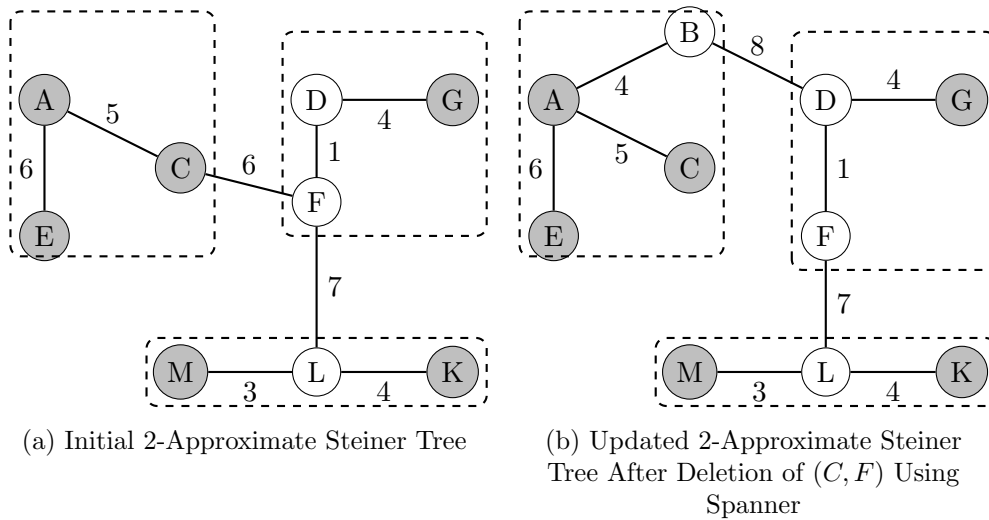 A
5
D
G
4
6
C
6
1
F
E
7
M
L
K
3
4
(a) Initial 2-Approximate Steiner Tree
B
8
4
A
D
4
G
5
6
C
1
E
F
7
M
L
K
3
4
(b) Updated 2-Approximate Steiner
Tree After Deletion of (C, F) Using
Spanner